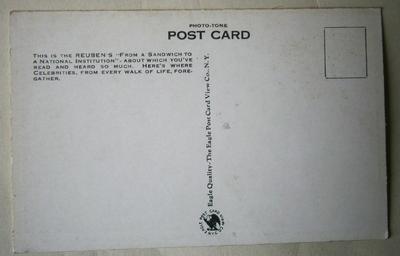 PHOTO-TONE
POST CARD
THIS IS THE REUBEN'S "FROM A SANDWICH TO
A NATIONAL INSTITUTION"- ABOUT WHICH YOU'VE
READ AND HEARD SO MUCH. HERE'S WHERE
CELEBRITIES, FROM EVERY WALK OF LIFE, FORE-
GATHER.
Eagle Quality-The Eagle Post Card View Co., N.Y.